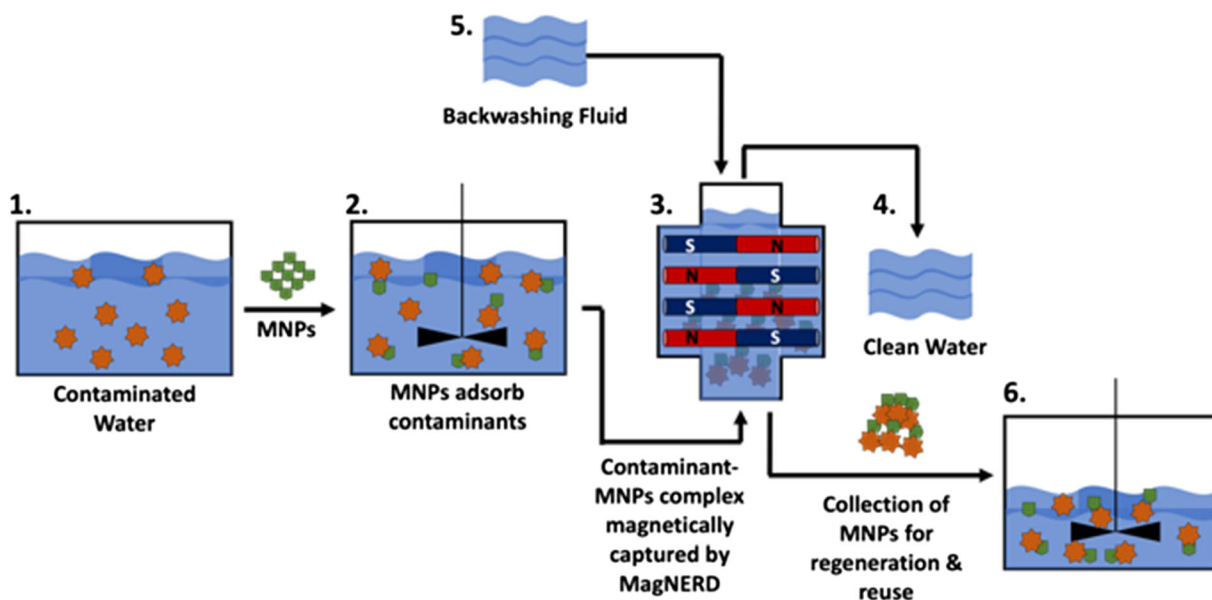 5.
Backwashing Fluid
1.
Contaminated
Water
MNPs
2.
MNPs adsorb
contaminants
3.
S N
N S
S N
N S
Contaminant-
MNPs complex
magnetically
captured by
MagNERD
4.
Clean Water
Collection of
MNPs for
regeneration &
reuse
6.